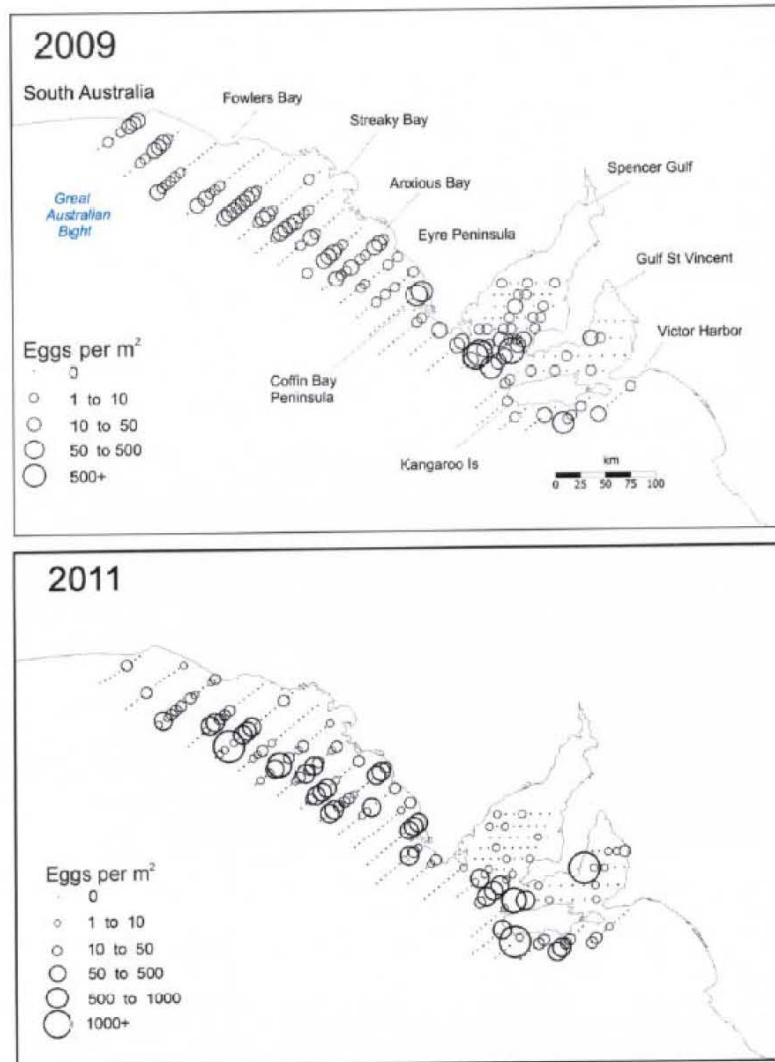 2009
South Australia
Fowlers Bay
Streaky Bay
Anxious Bay
Spencer Gulf
Great
Australian
Bight
Eyre Peninsula
Gulf St Vincent
Victor Harbor
Eggs per m²
0
1 to 10
10 to 50
50 to 500
500+
Coffin Bay
Peninsula
Kangaroo Is
km
0 25 50 75 100
2011
Eggs per m²
0
1 to 10
10 to 50
50 to 500
500 to 1000
1000+